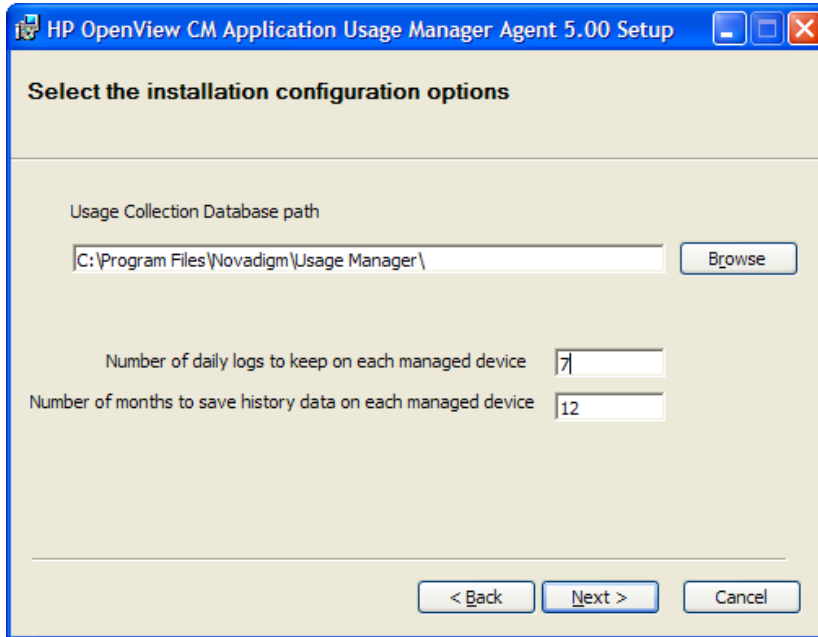 HP OpenView CM Application Usage Manager Agent 5.00 Setup
Select the installation configuration options
Usage Collection Database path
C:\Program Files\Novadigm\Usage Manager\
Browse
Number of daily logs to keep on each managed device 7
Number of months to save history data on each managed device 12
< Back Next > Cancel